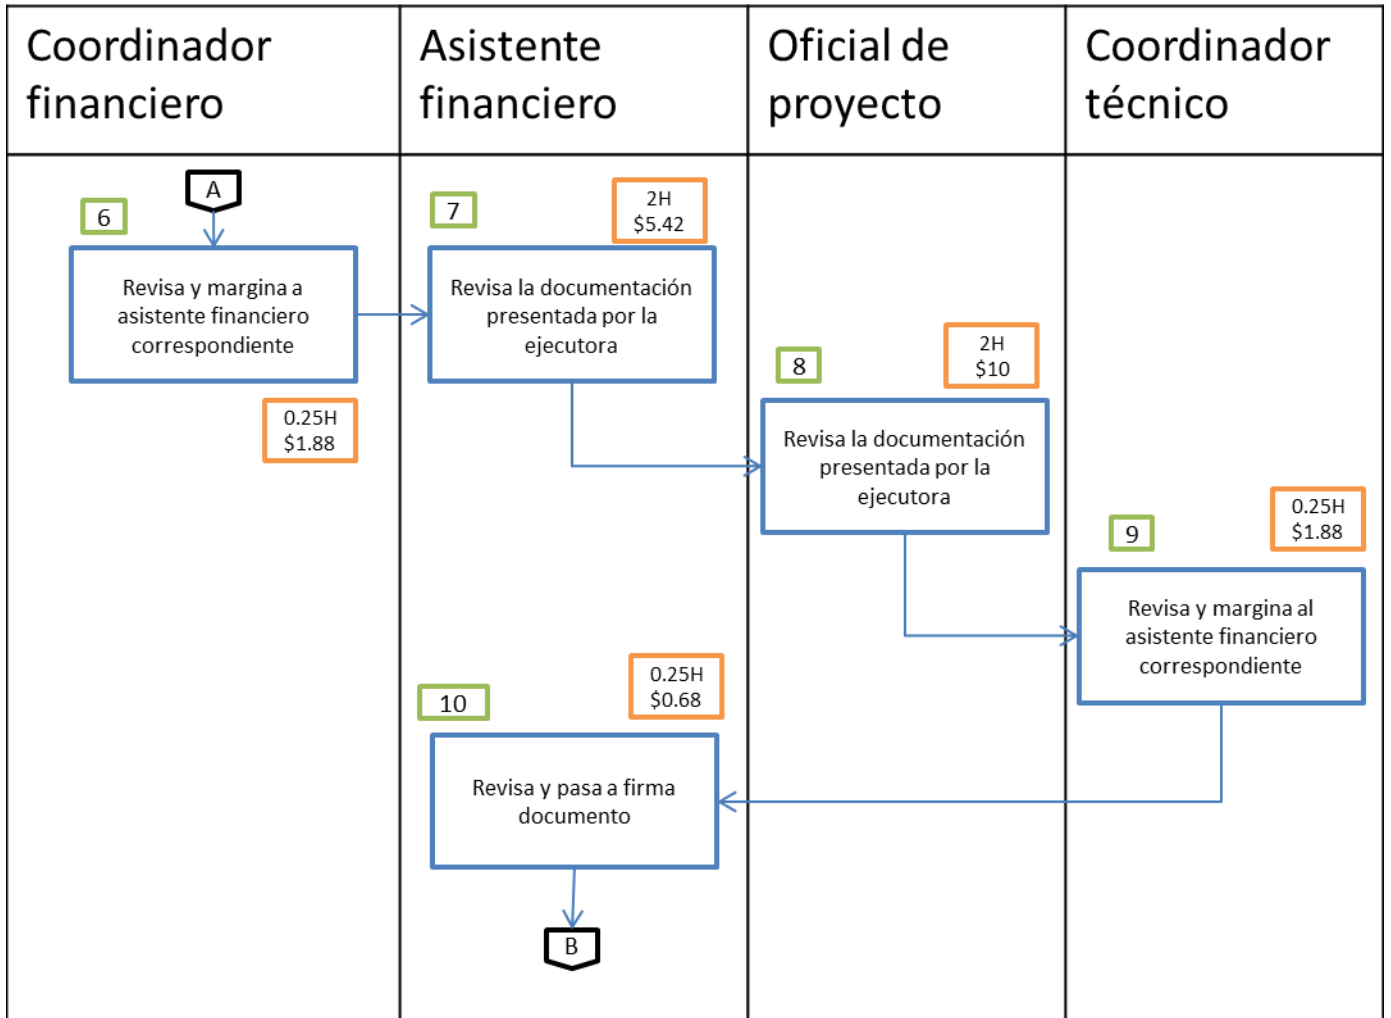 Coordinador
financiero
Asistente
financiero
Oficial de
proyecto
Coordinador
técnico
A
6
Revisa y margina a
asistente financiero
correspondiente
0.25H
$1.88
7
2H
$5.42
Revisa la documentación
presentada por la
ejecutora
8
2H
$10
Revisa la documentación
presentada por la
ejecutora
9
0.25H
$1.88
Revisa y margina al
asistente financiero
correspondiente
10
0.25H
$0.68
Revisa y pasa a firma
documento
B